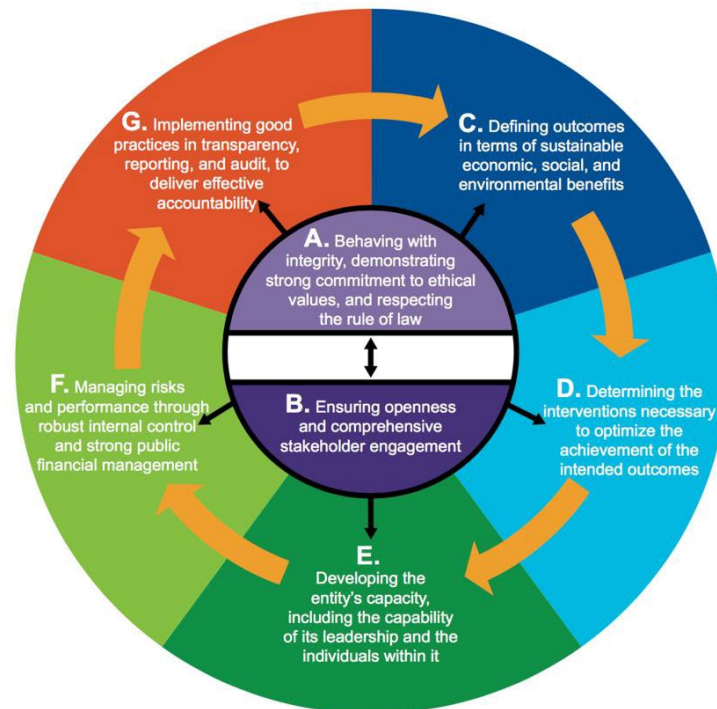 G. Implementing good
practices in transparency,
reporting, and audit, to
deliver effective
accountability
C. Defining outcomes
in terms of sustainable
economic, social, and
environmental benefits
A. Behaving with
integrity, demonstrating
strong commitment to ethical
values, and respecting
the rule of law
F. Managing risks
and performance through
robust internal control
and strong public
financial management
B. Ensuring openness
and comprehensive
stakeholder engagement
D. Determining the
interventions necessary
to optimize the
achievement of the
intended outcomes
E.
Developing the
entity's capacity,
including the capability
of its leadership and the
individuals within it